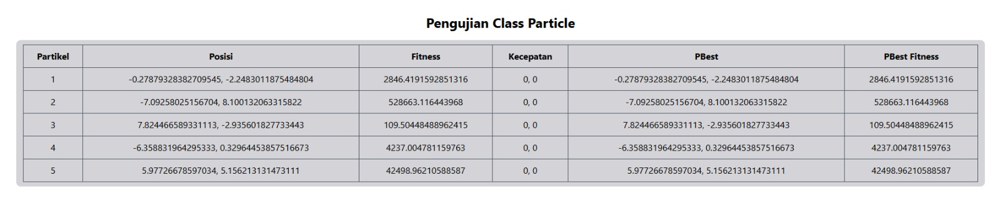 Pengujian Class Particle
Partikel Posisi Fitness Kecepatan PBest PBest Fitness
1 -0.27879328382709545, -2.2483011875484804 2846.4191592851316 0, 0 -0.27879328382709545, -2.2483011875484804 2846.4191592851316
2 -7.09258025156704, 8.100132063315822 528663.116443968 0, 0 -7.09258025156704, 8.100132063315822 528663.116443968
3 7.824466589331113, -2.935601827733443 109.50448488962415 0, 0 7.824466589331113, -2.935601827733443 109.50448488962415
4 -6.358831964295333, 0.32964453857516673 4237.004781159763 0, 0 -6.358831964295333, 0.32964453857516673 4237.004781159763
5 5.97726678597034, 5.156213131473111 42498.96210588587 0, 0 5.97726678597034, 5.156213131473111 42498.96210588587